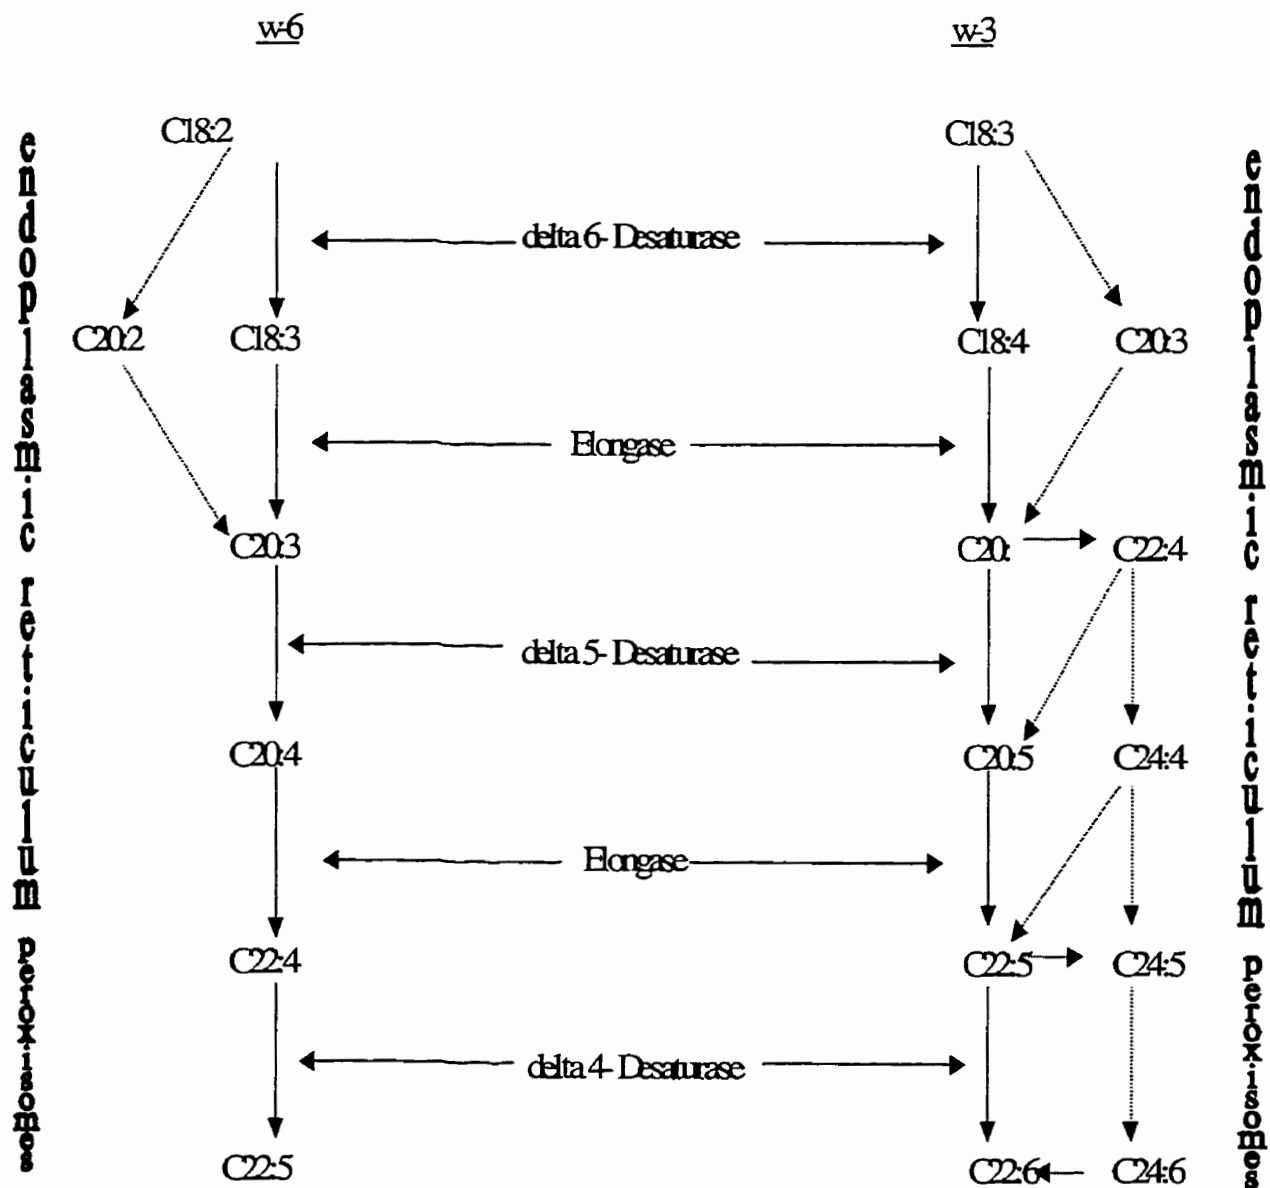 w-6 w-3
C18:2 C18:3
delta 6- Desaturase
C20:2 C18:3 C18:4 C20:3
Elongase
C20:3 C20: C22:4
delta 5- Desaturase
C20:4 C20:5 C24:4
Elongase
C22:4 C22:5 C24:5
delta 4- Desaturase
C22:5 C22:6 C24:6
endoplasmic reticulum peroxisomes
endoplasmic reticulum peroxisomes